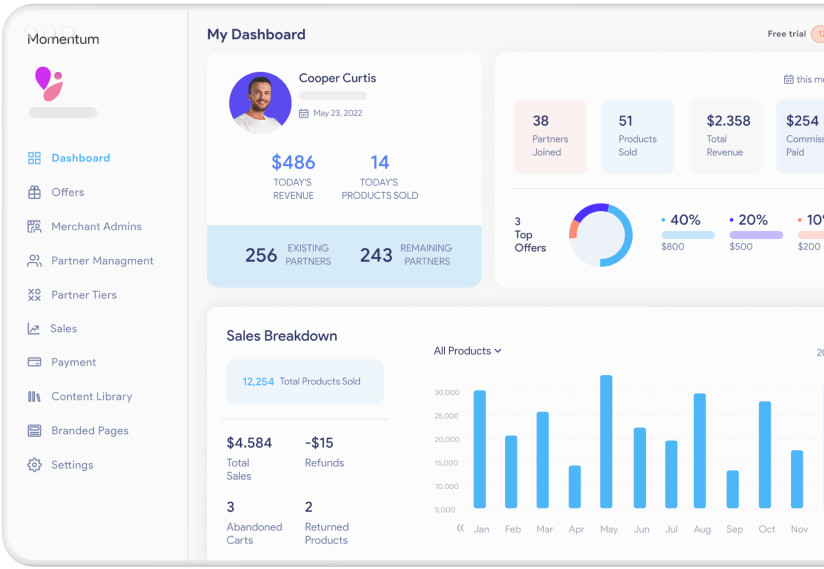 Momentum
Dashboard
Offers
Merchant Admins
Partner Managment
Partner Tiers
Sales
Payment
Content Library
Branded Pages
Settings
My Dashboard
Free trial
Cooper Curtis
May 23, 2022
$486
TODAY'S
REVENUE
14
TODAY'S
PRODUCTS SOLD
256
EXISTING
PARTNERS
243
REMAINING
PARTNERS
this mo
38
Partners
Joined
51
Products
Sold
$2.358
Total
Revenue
$254
Commiss
Paid
3
Top
Offers
40%
$800
20%
$500
10%
$200
Sales Breakdown
12,254 Total Products Sold
$4.584
Total
Sales
-$15
Refunds
3
Abandoned
Carts
2
Returned
Products
All Products
20
30,000
25,000
20,000
15,000
10,000
5,000
Jan Feb Mar Apr May Jun Jul Aug Sep Oct Nov